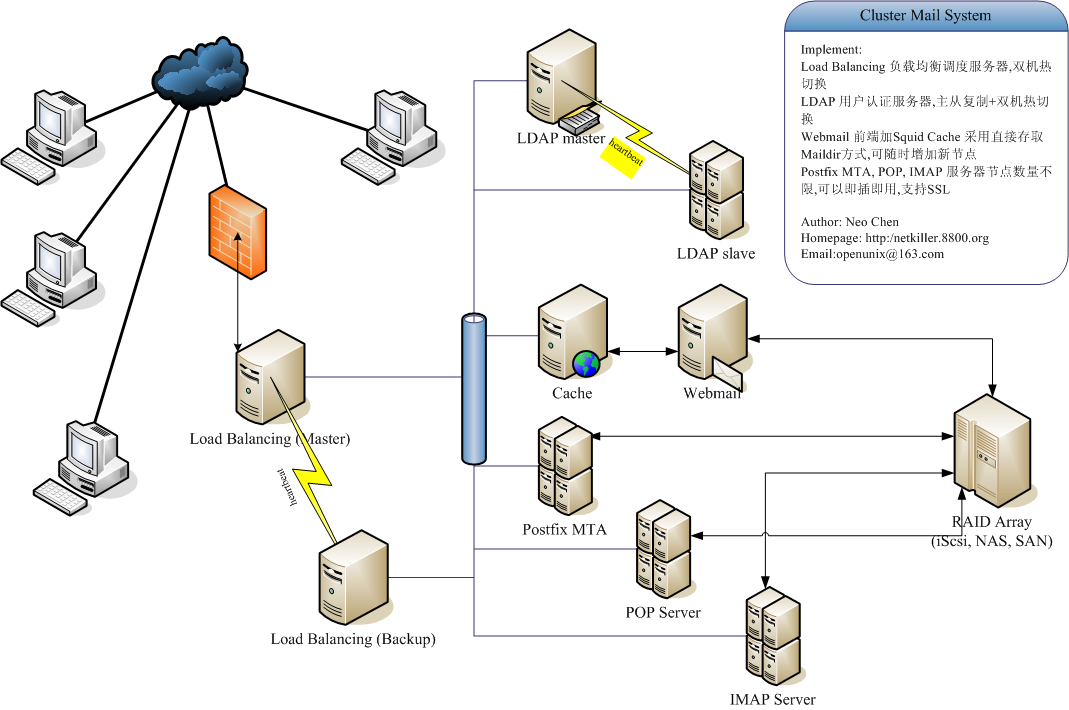 Cluster Mail System
Implement:
Load Balancing 负载均衡调度服务器,双机热
切换
LDAP 用户认证服务器,主从复制+双机热切
换
Webmail 前端加Squid Cache 采用直接存取
Maildir方式,可随时增加新节点
Postfix MTA, POP, IMAP 服务器节点数量不
限,可以即插即用,支持SSL
Author: Neo Chen
Homepage: http:/netkiller.8800.org
Email:openunix@163.com
LDAP master
heartbeat
LDAP slave
Cache
Webmail
Load Balancing (Master)
heartbeat
Postfix MTA
RAID Array
(iScsi, NAS, SAN)
POP Server
Load Balancing (Backup)
IMAP Server